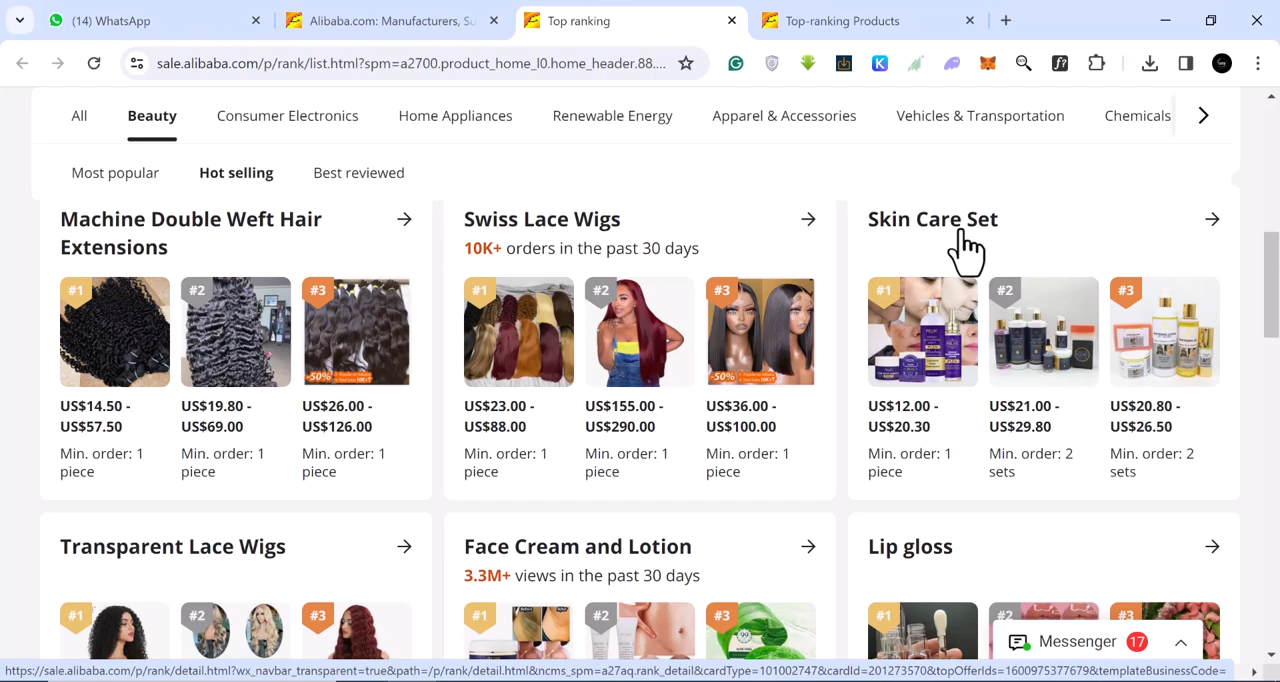 (14) WhatsApp
Alibaba.com: Manufacturers, Su
Top ranking
Top-ranking Products
sale.alibaba.com/p/rank/list.html?spm=a2700.product_home_l0.home_header.88....
All
Beauty
Consumer Electronics
Home Appliances
Renewable Energy
Apparel & Accessories
Vehicles & Transportation
Chemicals
Most popular
Hot selling
Best reviewed
Machine Double Weft Hair
Extensions
#1
#2
#3
-50%
US$14.50 -
US$57.50
US$19.80 -
US$69.00
US$26.00 -
US$126.00
Min. order: 1
piece
Min. order: 1
piece
Min. order: 1
piece
Swiss Lace Wigs
10K+ orders in the past 30 days
#1
#2
#3
-50%
US$23.00 -
US$88.00
US$155.00 -
US$290.00
US$36.00 -
US$100.00
Min. order: 1
piece
Min. order: 1
piece
Min. order: 1
piece
Skin Care Set
#1
#2
#3
US$12.00 -
US$20.30
US$21.00 -
US$29.80
US$20.80 -
US$26.50
Min. order: 1
piece
Min. order: 2
sets
Min. order: 2
sets
Transparent Lace Wigs
#1
#2
#3
Face Cream and Lotion
3.3M+ views in the past 30 days
#1
#2
#3
99
Lip gloss
#1
#2
#3
Messenger 17
https://sale.alibaba.com/p/rank/detail.html?wx_navbar_transparent=true&path=/p/rank/detail.html&ncms_spm=a27aq.rank_detail&cardType=101002747&cardId=201273570&topOfferIds=1600975377679&templateBusinessCode=